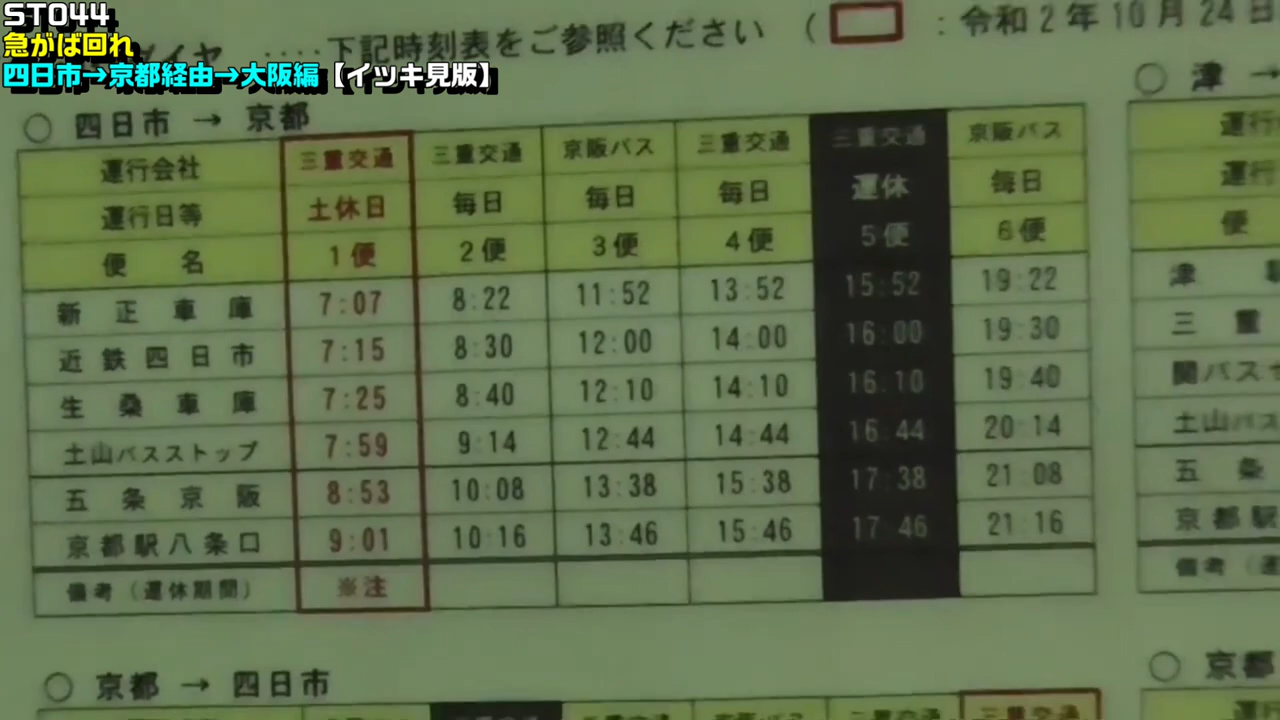 ST044
急がば回れ
四日市→京都経由→大阪編【イツキ見版】
ダイヤ ‥‥下記時刻表をご参照ください（ ：令和2年10月24日
○ 四日市 → 京都
運行会社 三重交通 三重交通 京阪バス 三重交通 三重交通 京阪バス
運行日等 土休日 毎日 毎日 毎日 運休 毎日
便名 1便 2便 3便 4便 5便 6便
新正車庫 7:07 8:22 11:52 13:52 15:52 19:22
近鉄四日市 7:15 8:30 12:00 14:00 16:00 19:30
生桑車庫 7:25 8:40 12:10 14:10 16:10 19:40
土山バスストップ 7:59 9:14 12:44 14:44 16:44 20:14
五条京阪 8:53 10:08 13:38 15:38 17:38 21:08
京都駅八条口 9:01 10:16 13:46 15:46 17:46 21:16
備考（運休期間） ※注
○ 津 →
運行
運行
便
津
三重
関バス
土山バス
五条
京都駅
備考（運
○ 京都 → 四日市
三重交通
○ 京都